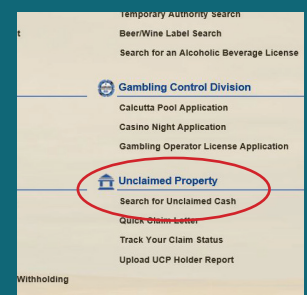 Temporary Authority Search
t
Beer/Wine Label Search
Search for an Alcoholic Beverage License
Gambling Control Division
Calcutta Pool Application
Casino Night Application
Gambling Operator License Application
Unclaimed Property
Search for Unclaimed Cash
Quick Claim Letter
Track Your Claim Status
Upload UCP Holder Report
Withholding